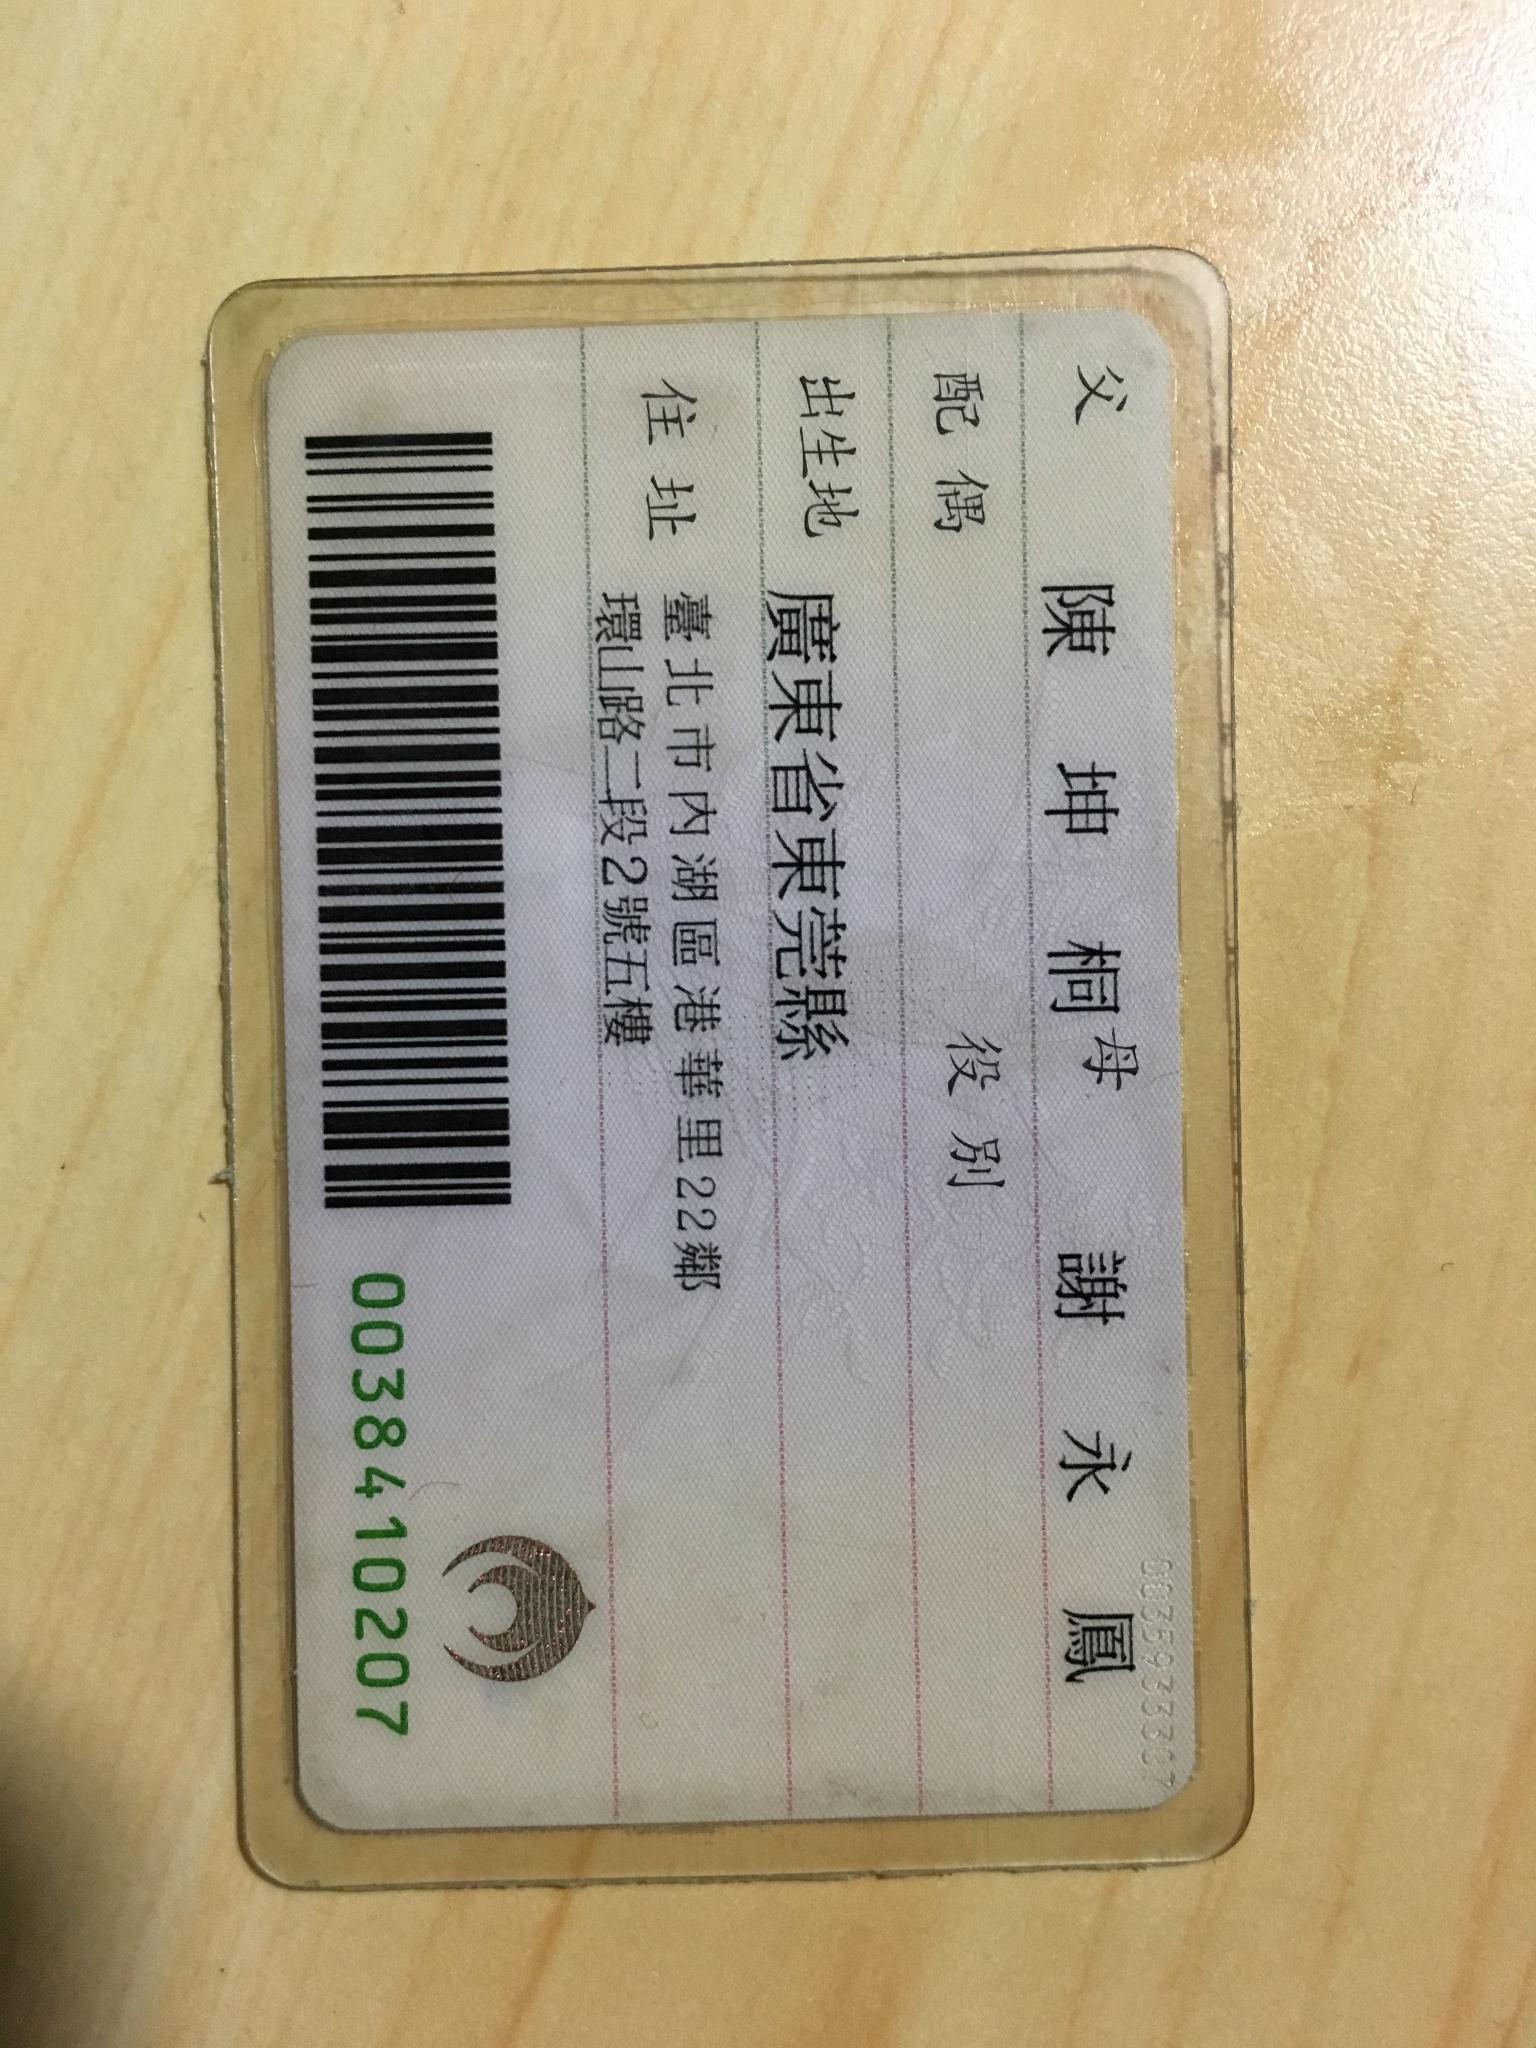 父 陳坤桐 母 謝永鳳
配偶 役別
出生地 廣東省東莞縣
住址 臺北市內湖區港華里22鄰
環山路二段2號五樓
0038410207